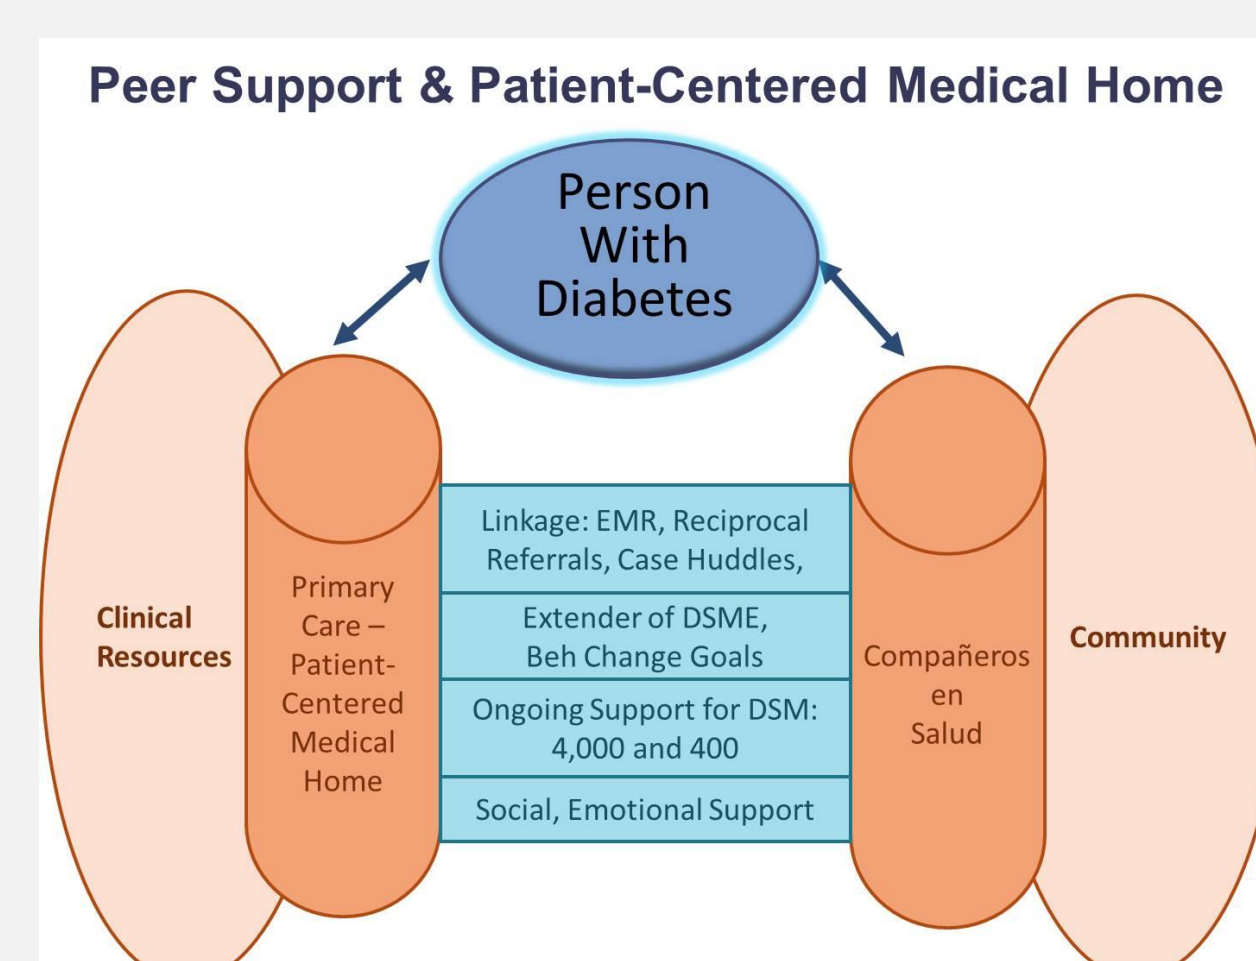 Peer Support & Patient-Centered Medical Home
Person
With
Diabetes
Clinical
Resources
Primary
Care –
Patient-
Centered
Medical
Home
Linkage: EMR, Reciprocal
Referrals, Case Huddles,
Extender of DSME,
Beh Change Goals
Ongoing Support for DSM:
4,000 and 400
Social, Emotional Support
Compañeros
en
Salud
Community